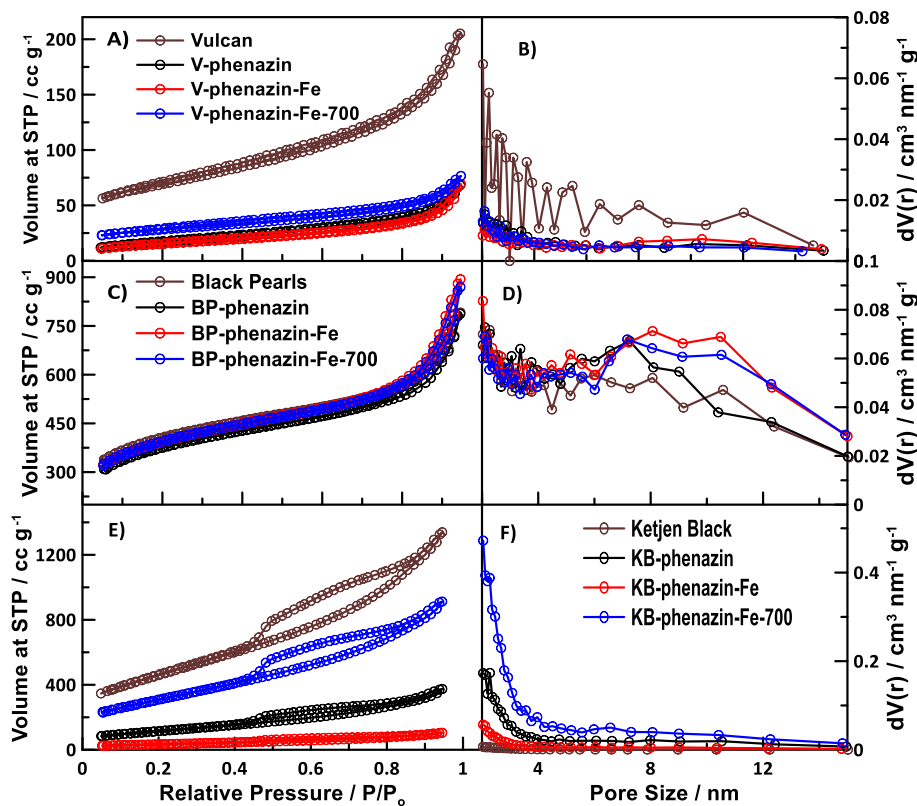 A)
Vulcan
V-phenazin
V-phenazin-Fe
V-phenazin-Fe-700
200
150
100
50
0
Volume at STP / cc g⁻¹
B)
0.08
0.06
0.04
0.02
0.1
dV(r) / cm³ nm⁻¹ g⁻¹
C)
Black Pearls
BP-phenazin
BP-phenazin-Fe
BP-phenazin-Fe-700
900
750
600
450
300
Volume at STP / cc g⁻¹
D)
0.08
0.06
0.04
0.02
0
dV(r) / cm³ nm⁻¹ g⁻¹
E)
1200
800
400
0
Volume at STP / cc g⁻¹
0 0.2 0.4 0.6 0.8 1
Relative Pressure / P/Pₒ
F)
Ketjen Black
KB-phenazin
KB-phenazin-Fe
KB-phenazin-Fe-700
0.4
0.2
0
dV(r) / cm³ nm⁻¹ g⁻¹
4 8 12
Pore Size / nm